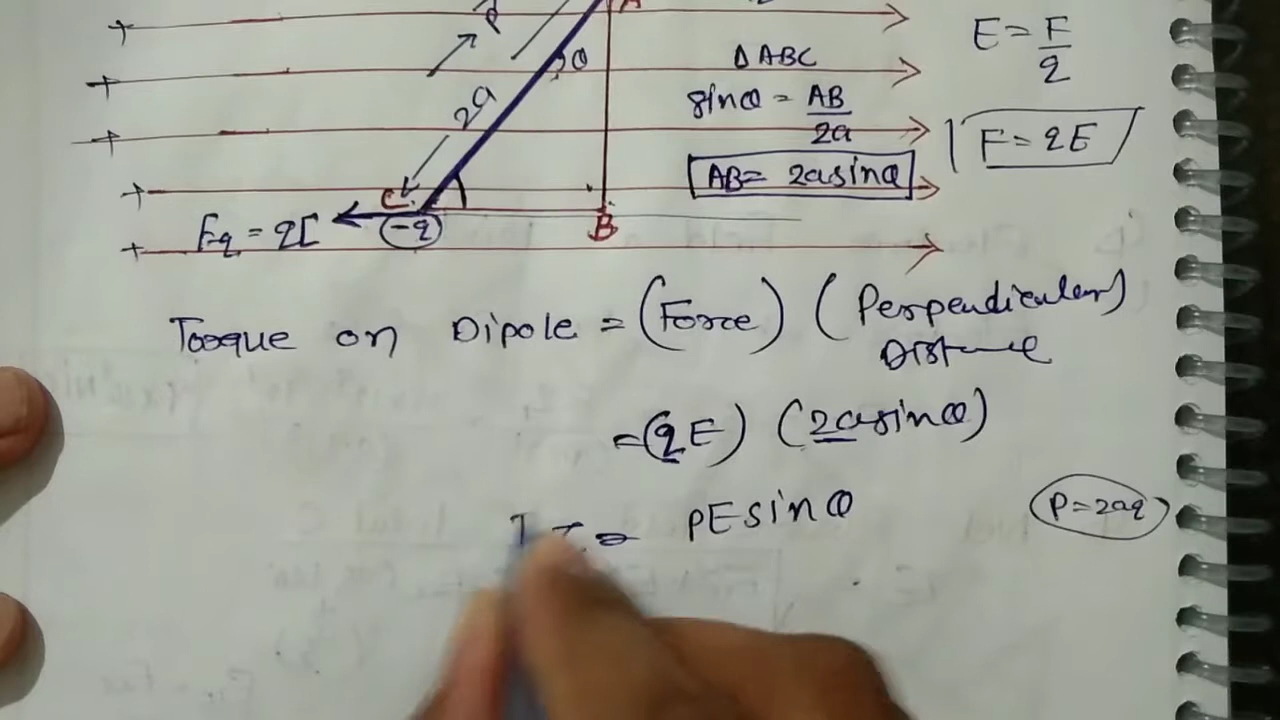 A
P
E = F/q
θ
Δ ABC
2a
sinθ = AB/2a
F = qE
AB = 2asinθ
C
Fq = qE
-q
B
Torque on Dipole = (Force) (Perpendicular Distance)
= (qE) (2asinθ)
τ = PEsinθ
P = 2aq